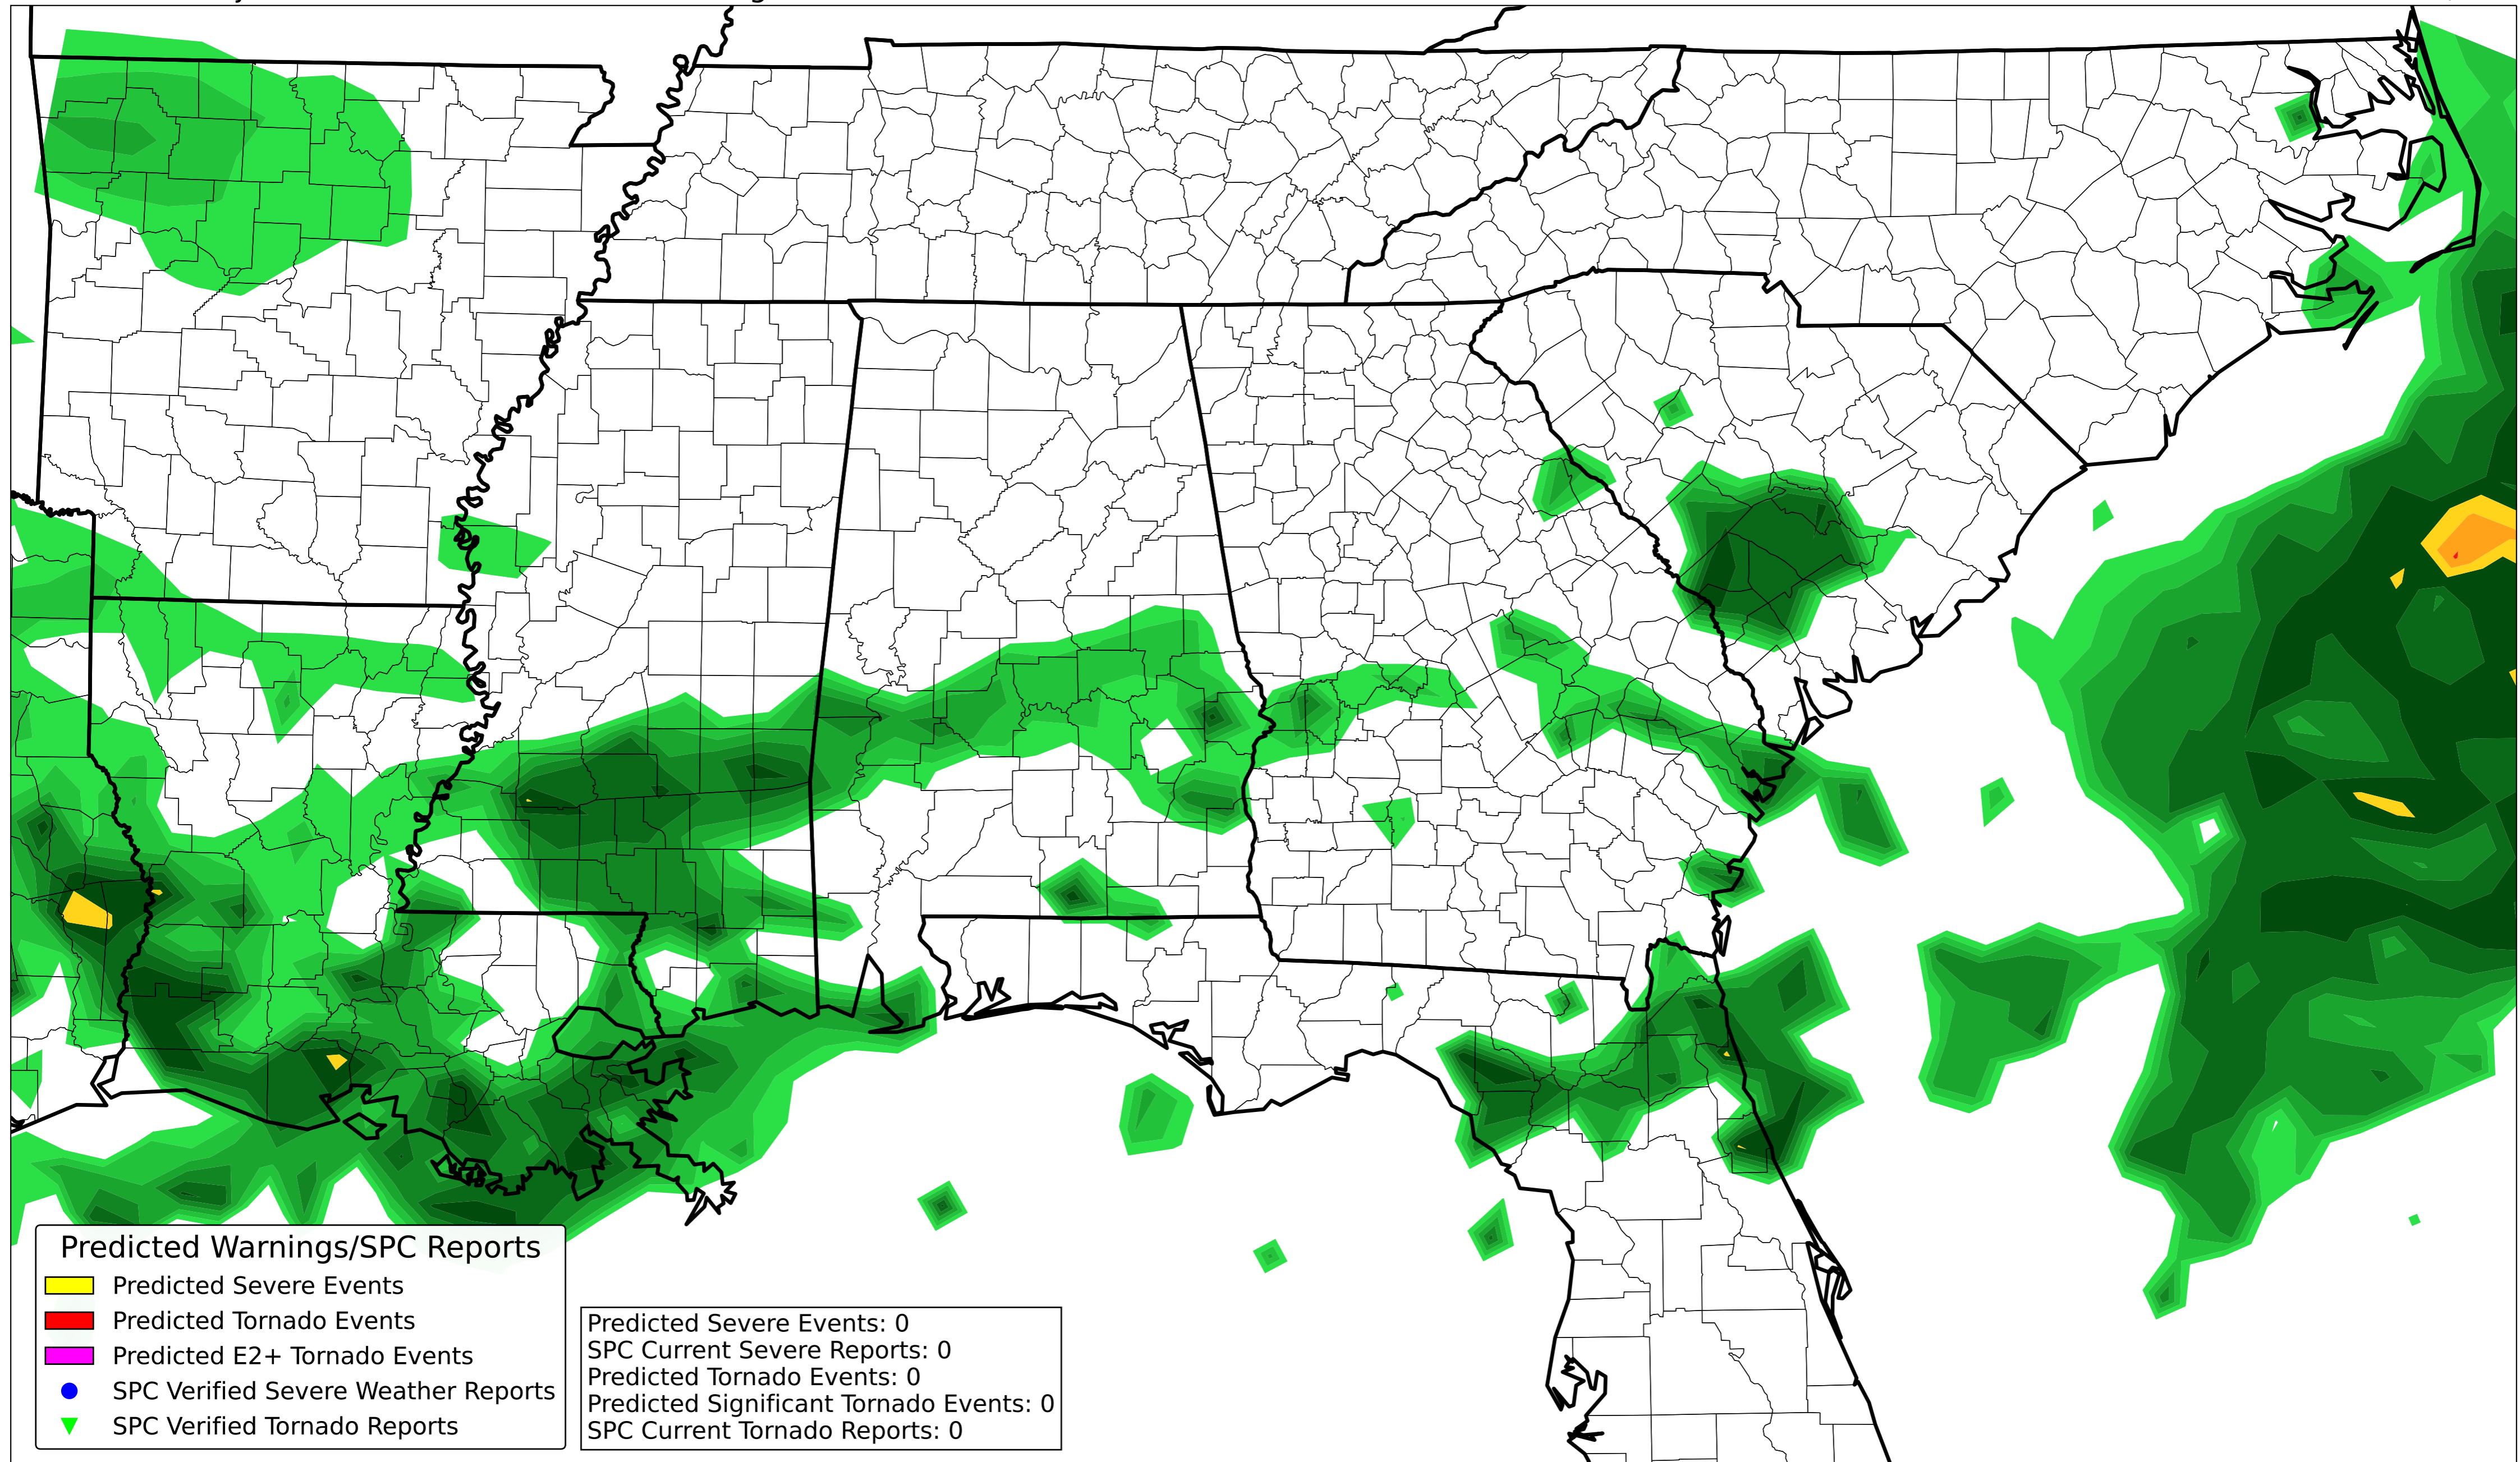 Predicted Warnings/SPC Reports
Predicted Severe Events
Predicted Tornado Events
Predicted E2+ Tornado Events
SPC Verified Severe Weather Reports
SPC Verified Tornado Reports
Predicted Severe Events: 0
SPC Current Severe Reports: 0
Predicted Tornado Events: 0
Predicted Significant Tornado Events: 0
SPC Current Tornado Reports: 0